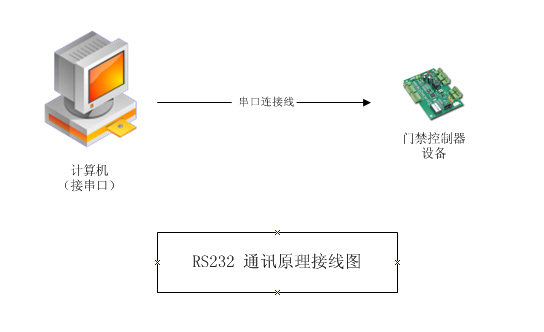 串口连接线
门禁控制器
设备
计算机
（接串口）
RS232 通讯原理接线图